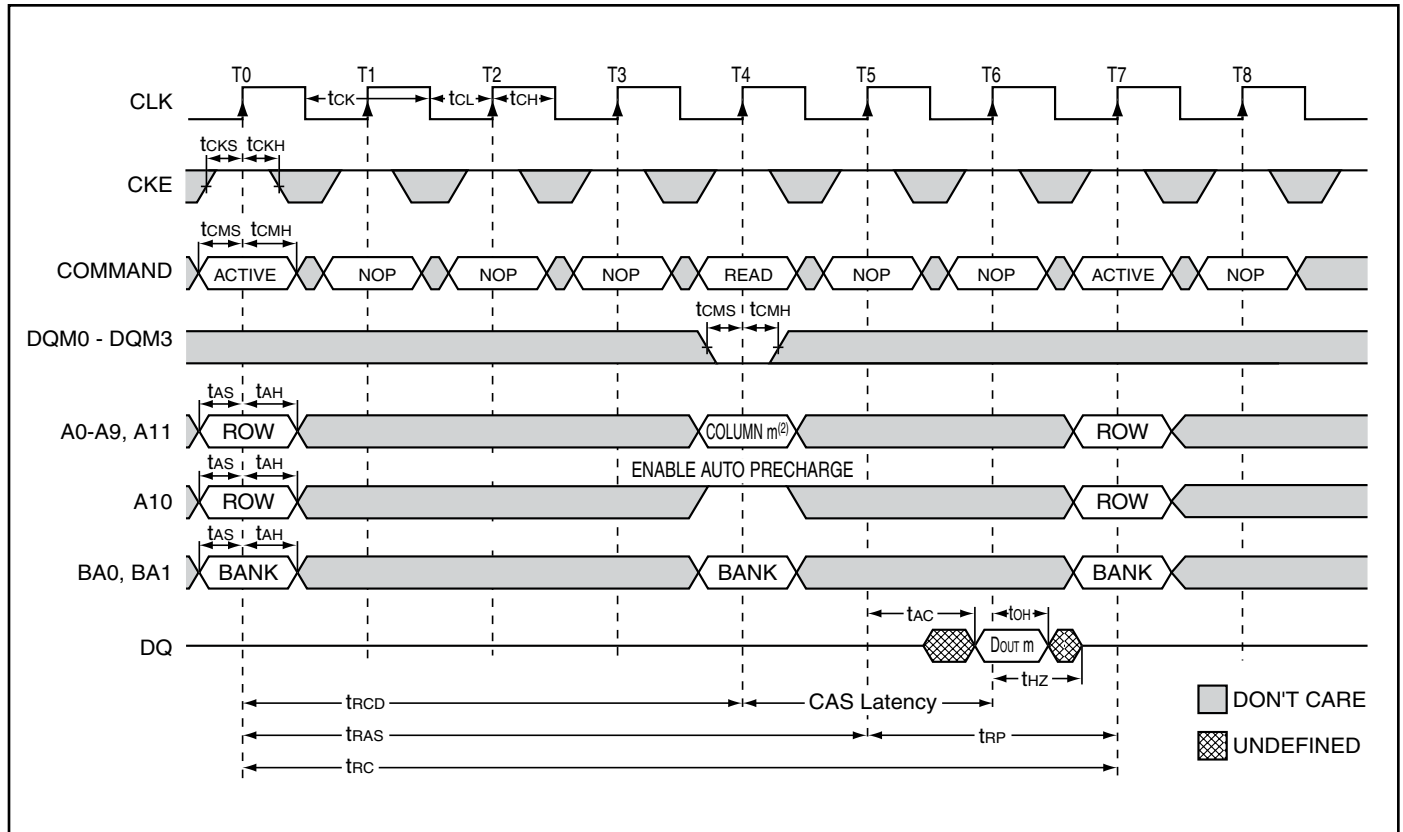 T0 T1 T2 T3 T4 T5 T6 T7 T8
CLK tCK tCL tCH
tCKS tCKH
CKE
tCMS tCMH
COMMAND ACTIVE NOP NOP NOP READ NOP NOP ACTIVE NOP
tCMS tCMH
DQM0 - DQM3
tAS tAH
A0-A9, A11 ROW COLUMN m(2) ROW
tAS tAH ENABLE AUTO PRECHARGE
A10 ROW ROW
tAS tAH
BA0, BA1 BANK BANK BANK
tAC tOH
DQ DOUT m
tHZ
tRCD CAS Latency DON'T CARE
tRAS tRP
UNDEFINED
tRC